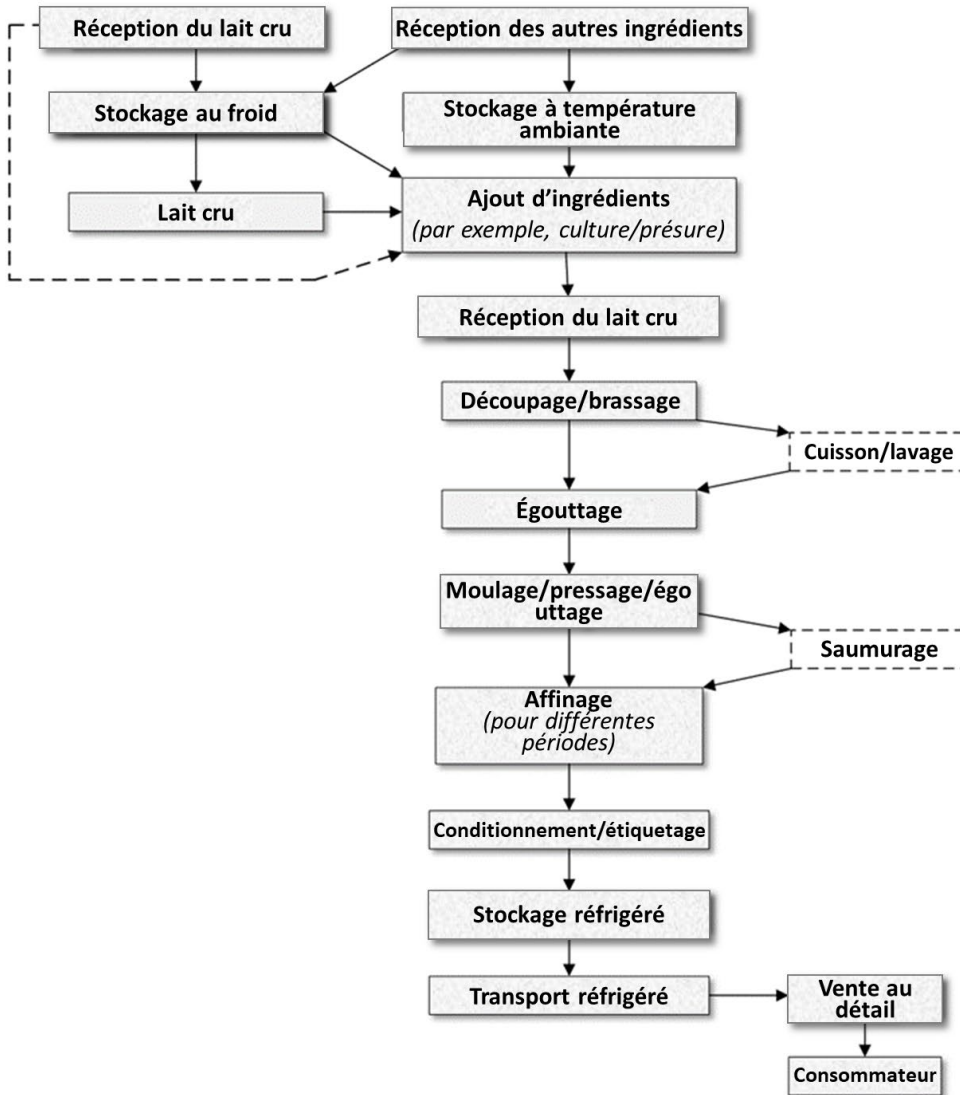 Réception du lait cru
Réception des autres ingrédients
Stockage au froid
Stockage à température
ambiante
Lait cru
Ajout d’ingrédients
(par exemple, culture/présure)
Réception du lait cru
Découpage/brassage
Cuisson/lavage
Égouttage
Moulage/pressage/égo
uttage
Saumurage
Affinage
(pour différentes
périodes)
Conditionnement/étiquetage
Stockage réfrigéré
Transport réfrigéré
Vente au
détail
Consommateur